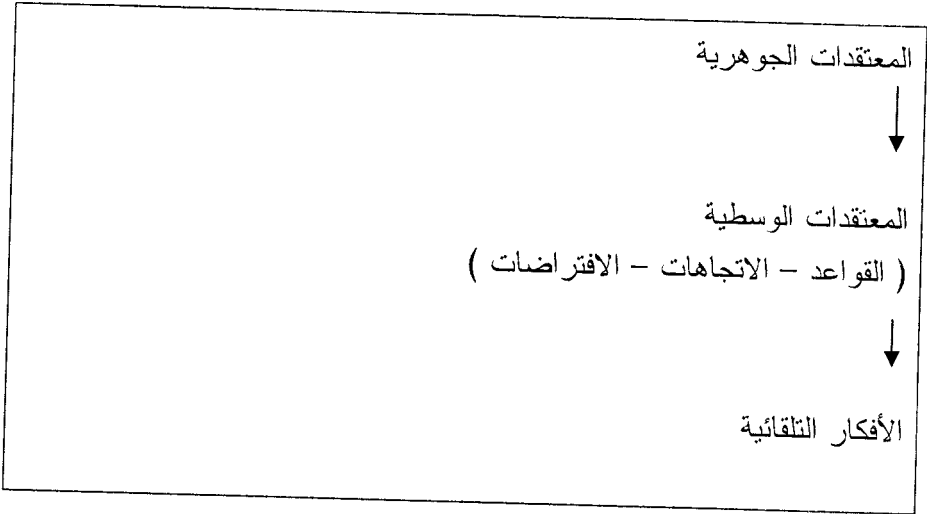 المعتقدات الجوهرية
المعتقدات الوسطية
( القواعد – الاتجاهات – الافتراضات )
الأفكار التلقائية